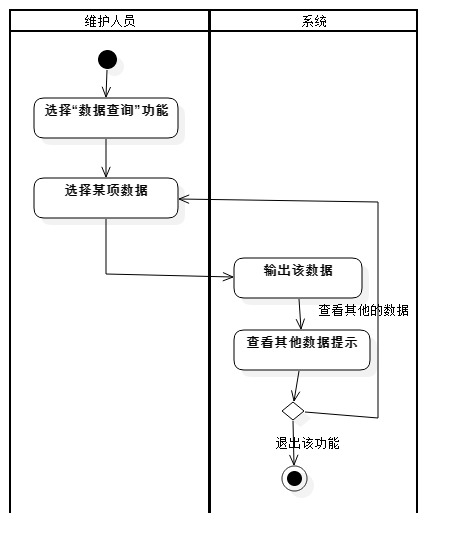 维护人员
系统
选择“数据查询”功能
选择某项数据
输出该数据
查看其他的数据
查看其他数据提示
退出该功能